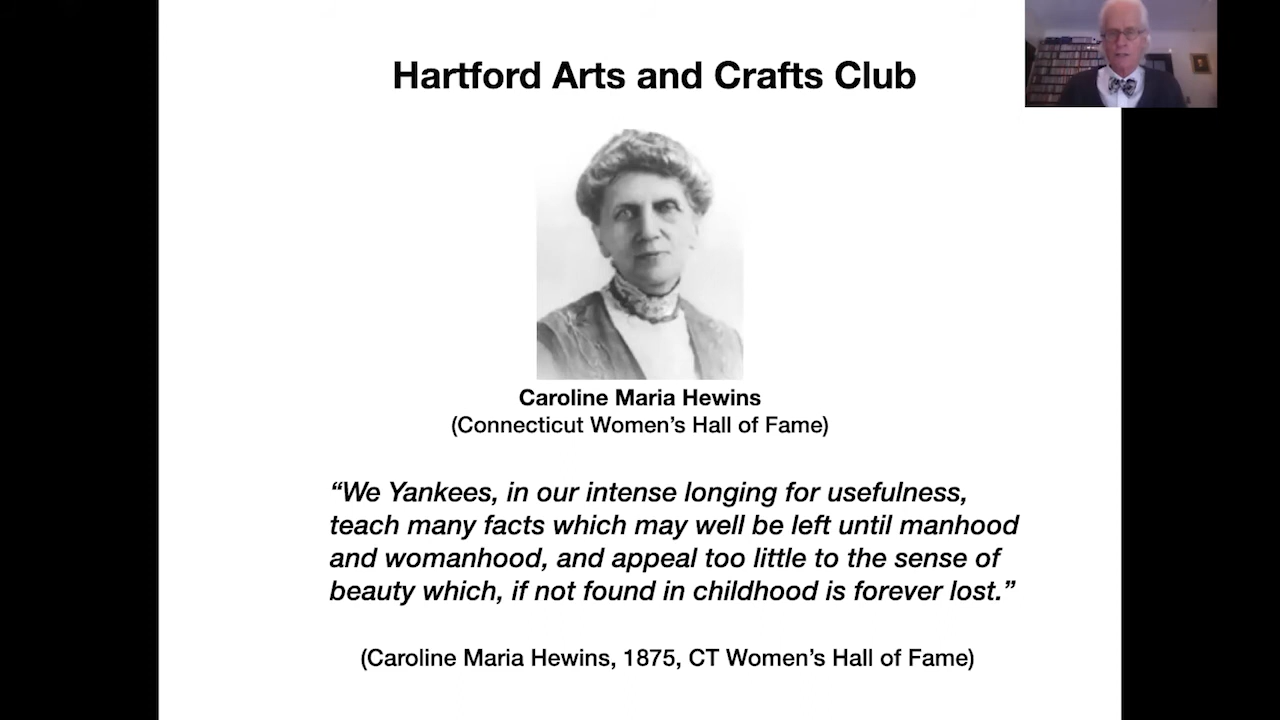 Hartford Arts and Crafts Club
Caroline Maria Hewins
(Connecticut Women’s Hall of Fame)
“We Yankees, in our intense longing for usefulness,
teach many facts which may well be left until manhood
and womanhood, and appeal too little to the sense of
beauty which, if not found in childhood is forever lost.”
(Caroline Maria Hewins, 1875, CT Women’s Hall of Fame)